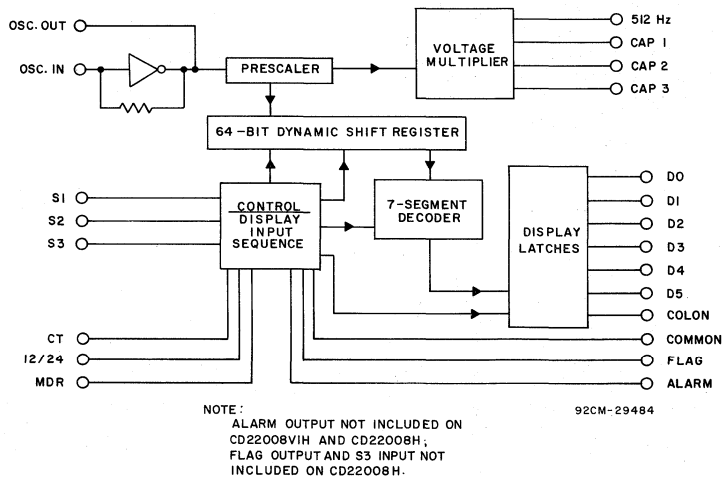 OSC. OUT
OSC. IN
PRESCALER
VOLTAGE
MULTIPLIER
512 Hz
CAP 1
CAP 2
CAP 3
64-BIT DYNAMIC SHIFT REGISTER
S1
S2
S3
CONTROL
DISPLAY
INPUT
SEQUENCE
7-SEGMENT
DECODER
DISPLAY
LATCHES
D0
D1
D2
D3
D4
D5
COLON
CT
12/24
MDR
COMMON
FLAG
ALARM
NOTE:
ALARM OUTPUT NOT INCLUDED ON
CD22008VIH AND CD22008H;
FLAG OUTPUT AND S3 INPUT NOT
INCLUDED ON CD22008H.
92CM-29484